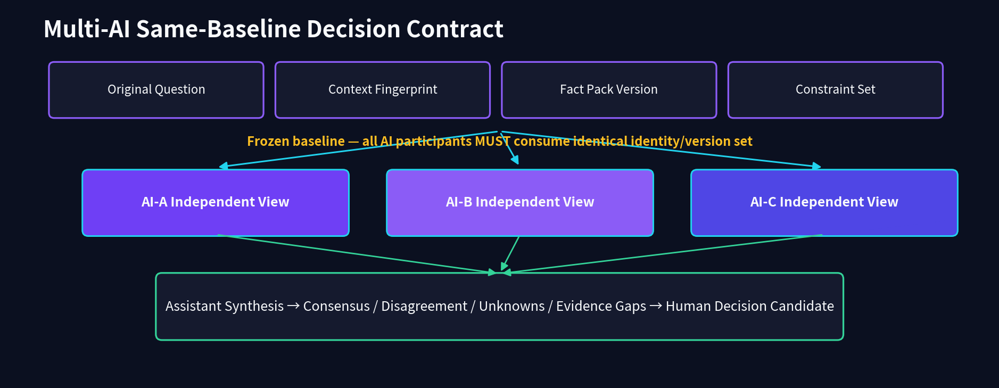 Multi-AI Same-Baseline Decision Contract
Original Question
Context Fingerprint
Fact Pack Version
Constraint Set
Frozen baseline — all AI participants MUST consume identical identity/version set
AI-A Independent View
AI-B Independent View
AI-C Independent View
Assistant Synthesis → Consensus / Disagreement / Unknowns / Evidence Gaps → Human Decision Candidate